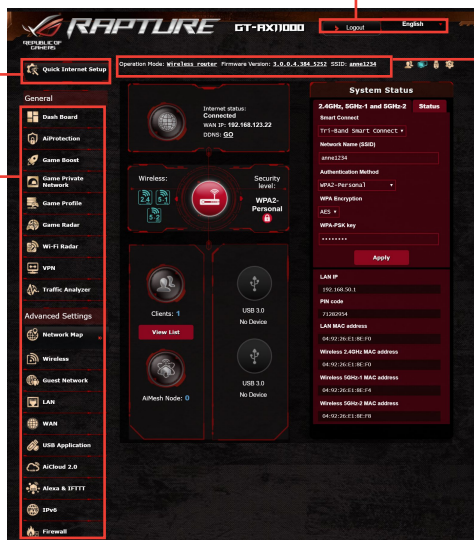 REPUBLIC OF
GAMERS
RAPTURE
GT-AX11000
Logout
English
Quick Internet Setup
Operation Mode: Wireless router Firmware Version: 3.0.0.4.384_5252 SSID: anne1234
General
Dash Board
AiProtection
Game Boost
Game Private
Network
Game Profile
Game Radar
Wi-Fi Radar
VPN
Traffic Analyzer
Advanced Settings
Network Map
Wireless
Guest Network
LAN
WAN
USB Application
AiCloud 2.0
Alexa & IFTTT
IPv6
Firewall
Internet status:
Connected
WAN IP: 192.168.123.22
DDNS: GO
Wireless:
2.4
5-1
5-2
Security
level:
WPA2-
Personal
Clients: 1
View List
AiMesh Node: 0
USB 3.0
No Device
USB 3.0
No Device
System Status
2.4GHz, 5GHz-1 and 5GHz-2
Status
Smart Connect
Tri-Band Smart Connect
Network Name (SSID)
anne1234
Authentication Method
WPA2-Personal
WPA Encryption
AES
WPA-PSK key
••••••••
Apply
LAN IP
192.168.50.1
PIN code
71282954
LAN MAC address
04:92:26:E1:8E:F0
Wireless 2.4GHz MAC address
04:92:26:E1:8E:F0
Wireless 5GHz-1 MAC address
04:92:26:E1:8E:F4
Wireless 5GHz-2 MAC address
04:92:26:E1:8E:F8